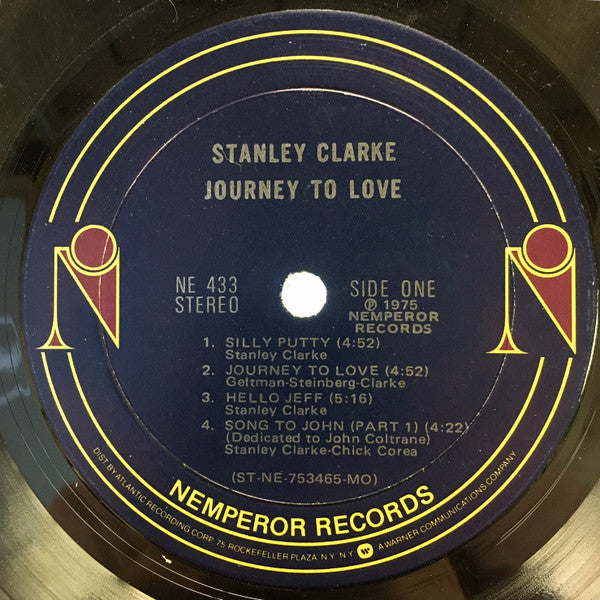 STANLEY CLARKE
JOURNEY TO LOVE
NE 433
STEREO
SIDE ONE
Ⓟ 1975
NEMPEROR
RECORDS
1. SILLY PUTTY (4:52)
Stanley Clarke
2. JOURNEY TO LOVE (4:52)
Geltman-Steinberg-Clarke
3. HELLO JEFF (5:16)
Stanley Clarke
4. SONG TO JOHN (PART 1) (4:22)
(Dedicated to John Coltrane)
Stanley Clarke-Chick Corea
(ST-NE-753465-MO)
NEMPEROR RECORDS
DIST BY ATLANTIC RECORDING CORP 75 ROCKEFELLER PLAZA N.Y. N.Y. W A WARNER COMMUNICATIONS COMPANY